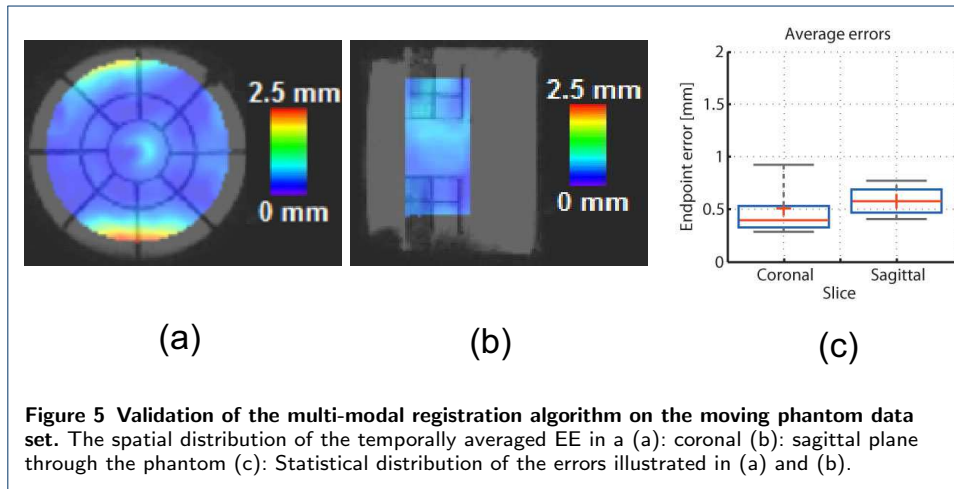 2.5 mm
0 mm
(a)
2.5 mm
0 mm
(b)
Average errors
Endpoint error [mm]
2
1.5
1
0.5
0
Coronal
Sagittal
Slice
(c)
Figure 5 Validation of the multi-modal registration algorithm on the moving phantom data
set. The spatial distribution of the temporally averaged EE in a (a): coronal (b): sagittal plane
through the phantom (c): Statistical distribution of the errors illustrated in (a) and (b).